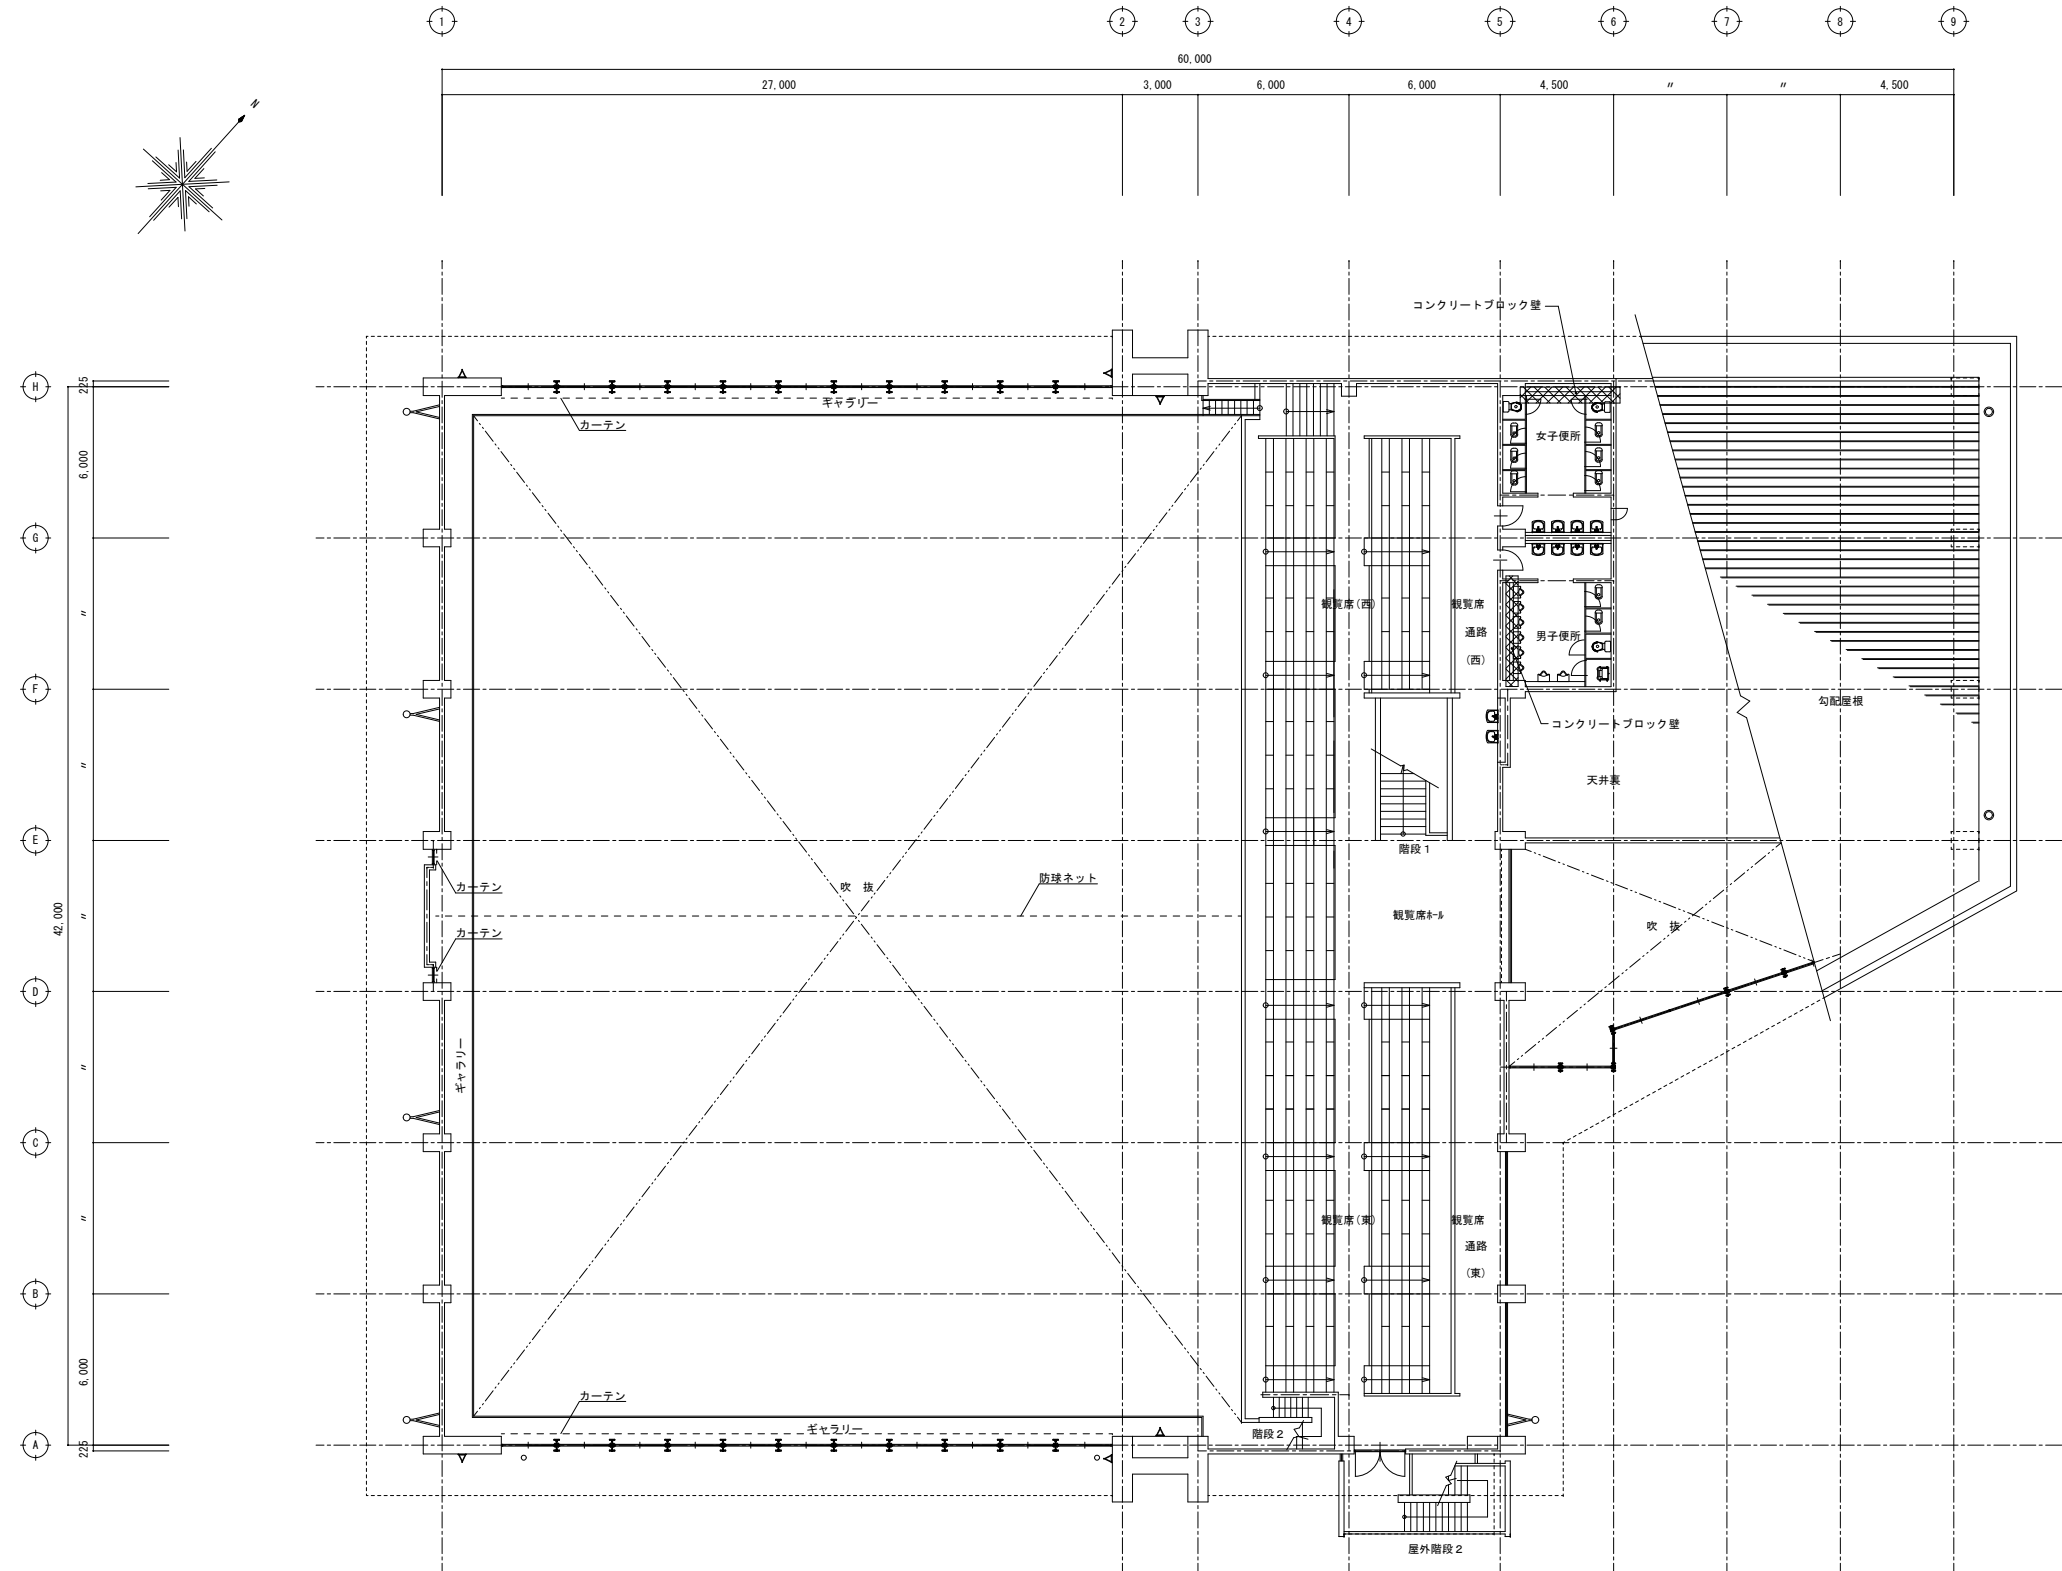 1 2 3 4 5 6 7 8 9
60,000
27,000 3,000 6,000 6,000 4,500 〃 〃 4,500
N
コンクリートブロック壁
H
225
ギャラリー
カーテン
女子便所
6,000
G
〃
観覧席(西)
観覧席
通路
(西)
男子便所
F
勾配屋根
コンクリートブロック壁
〃
天井裏
E
階段1
防球ネット
カーテン
吹 抜
42,000
〃
観覧席ホール
吹 抜
カーテン
D
ギャラリー
〃
C
〃
観覧席(東)
観覧席
通路
(東)
B
6,000
カーテン
ギャラリー
階段2
A
225
屋外階段2